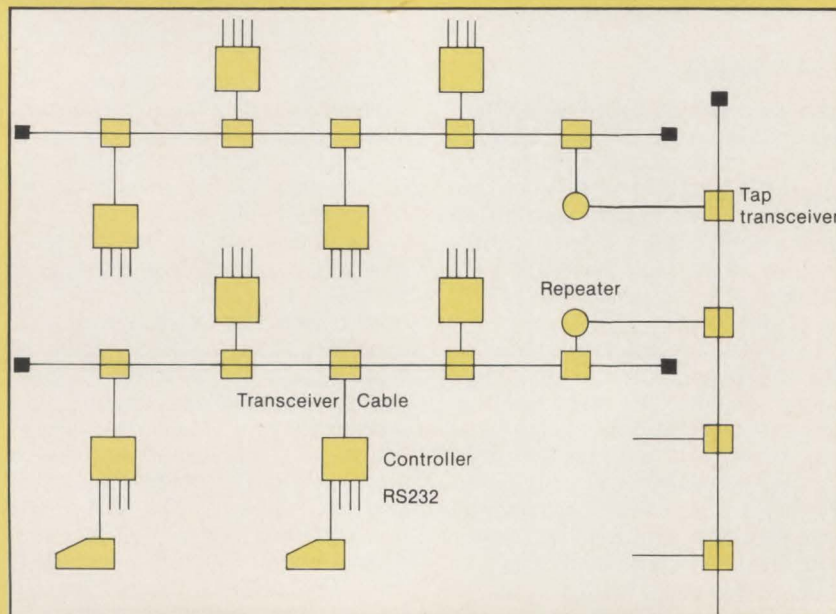 Tap
transceiver
Repeater
Transceiver Cable
Controller
RS232